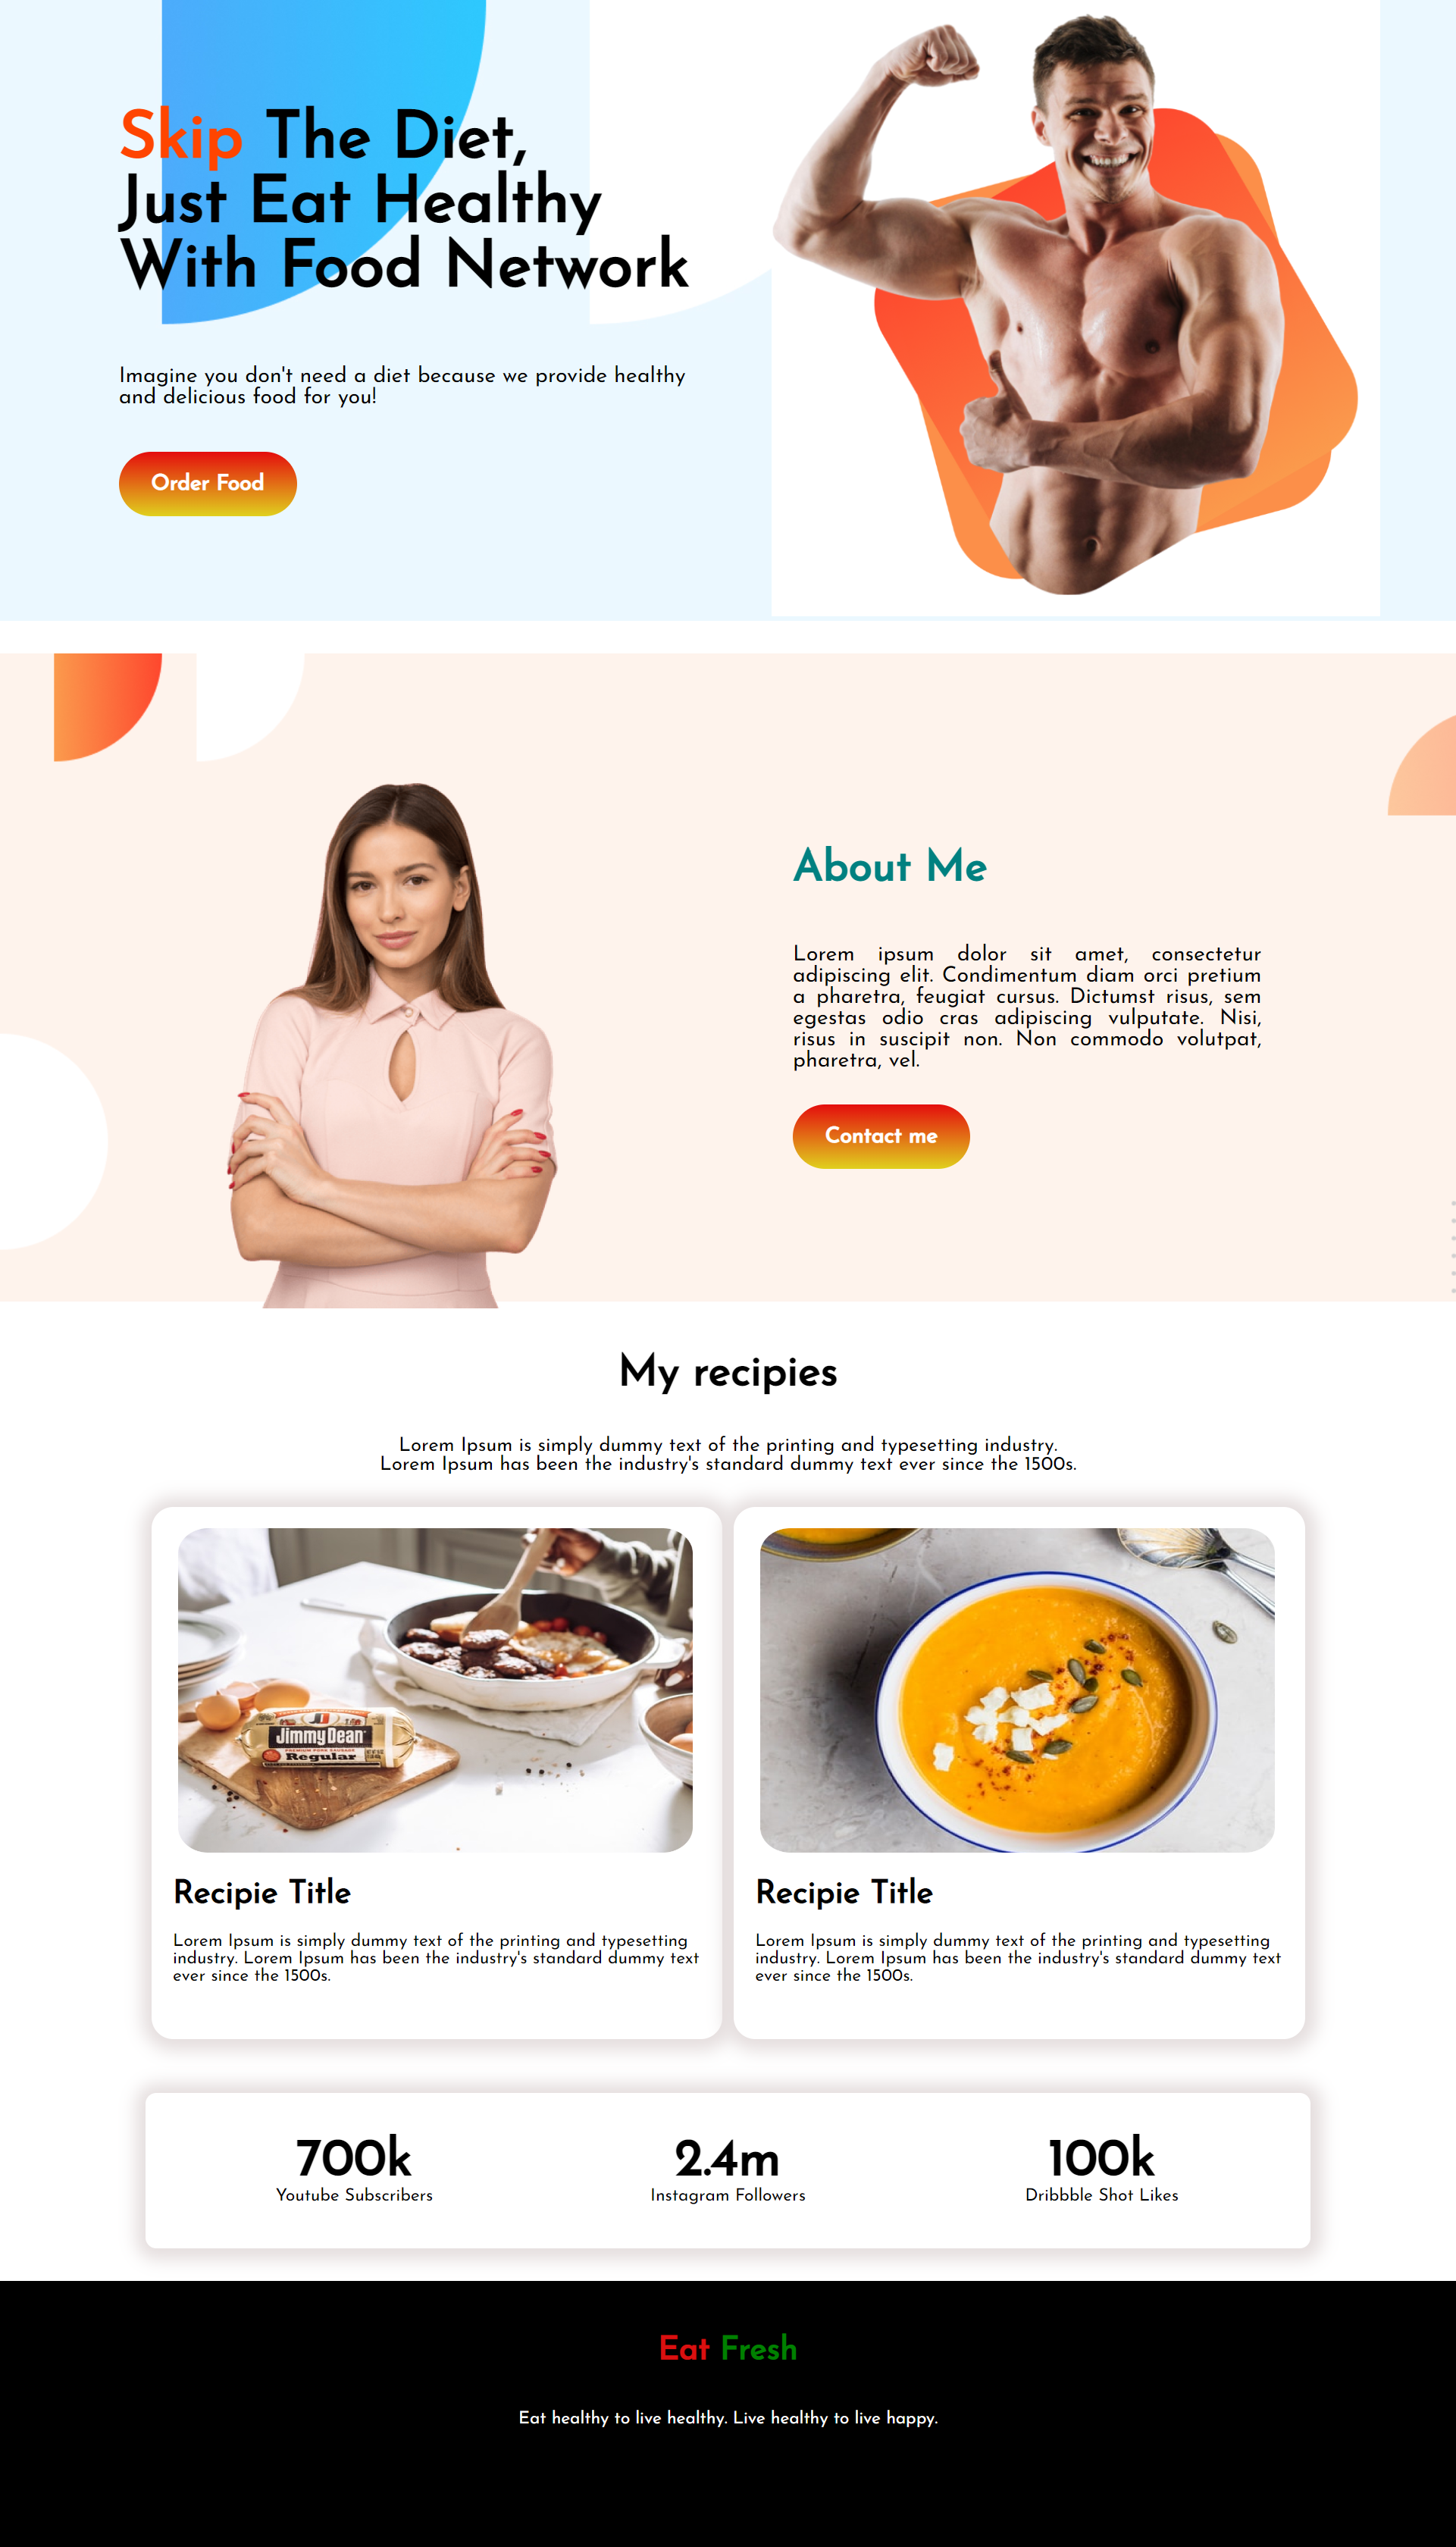 Skip The Diet,
Just Eat Healthy
With Food Network
Imagine you don't need a diet because we provide healthy
and delicious food for you!
Order Food
About Me
Lorem ipsum dolor sit amet, consectetur
adipiscing elit. Condimentum diam orci pretium
a pharetra, feugiat cursus. Dictumst risus, sem
egestas odio cras adipiscing vulputate. Nisi,
risus in suscipit non. Non commodo volutpat,
pharetra, vel.
Contact me
My recipies
Lorem Ipsum is simply dummy text of the printing and typesetting industry.
Lorem Ipsum has been the industry's standard dummy text ever since the 1500s.
Jimmy Dean
PREMIUM PORK SAUSAGE
Regular
Recipie Title
Lorem Ipsum is simply dummy text of the printing and typesetting
industry. Lorem Ipsum has been the industry's standard dummy text
ever since the 1500s.
Recipie Title
Lorem Ipsum is simply dummy text of the printing and typesetting
industry. Lorem Ipsum has been the industry's standard dummy text
ever since the 1500s.
700k
Youtube Subscribers
2.4m
Instagram Followers
100k
Dribbble Shot Likes
Eat Fresh
Eat healthy to live healthy. Live healthy to live happy.